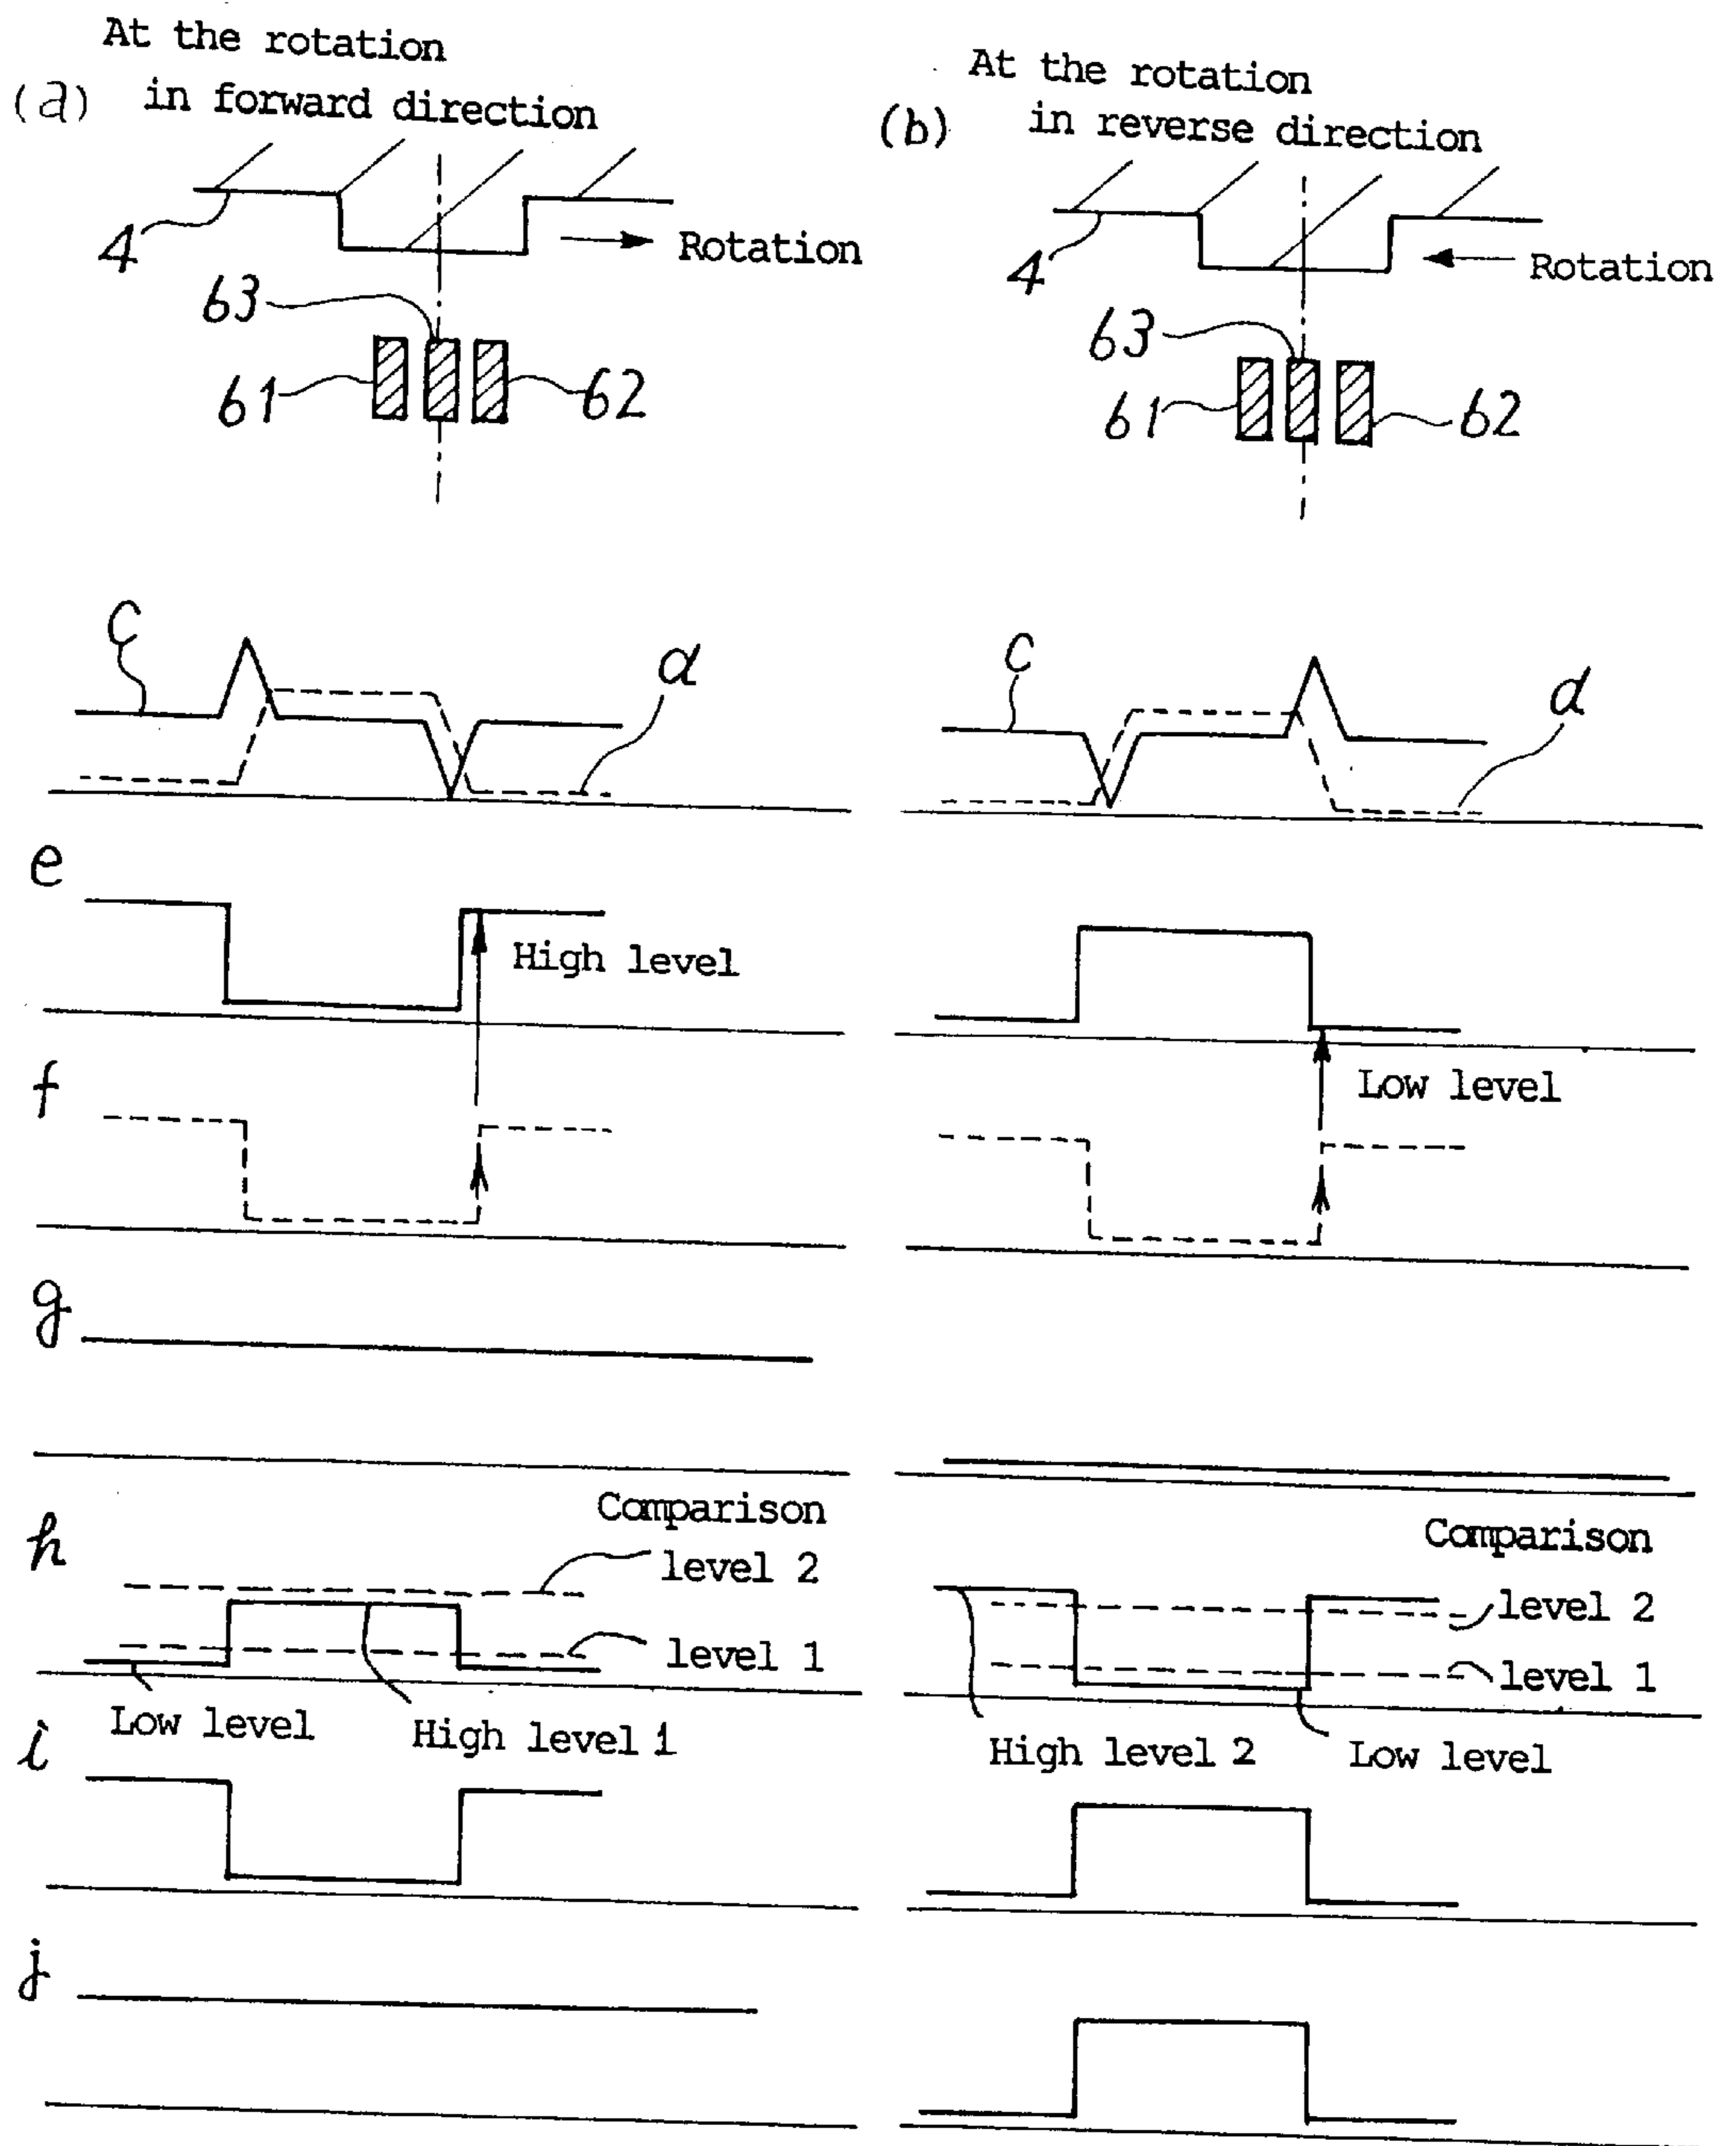 At the rotation
(a) in forward direction
4
Rotation
63
61
62
At the rotation
(b) in reverse direction
4
Rotation
63
61
62
c
d
c
d
e
High level
Low level
f
g
h
Comparison
level 2
level 1
Low level
High level 1
Comparison
level 2
level 1
High level 2
Low level
i
j